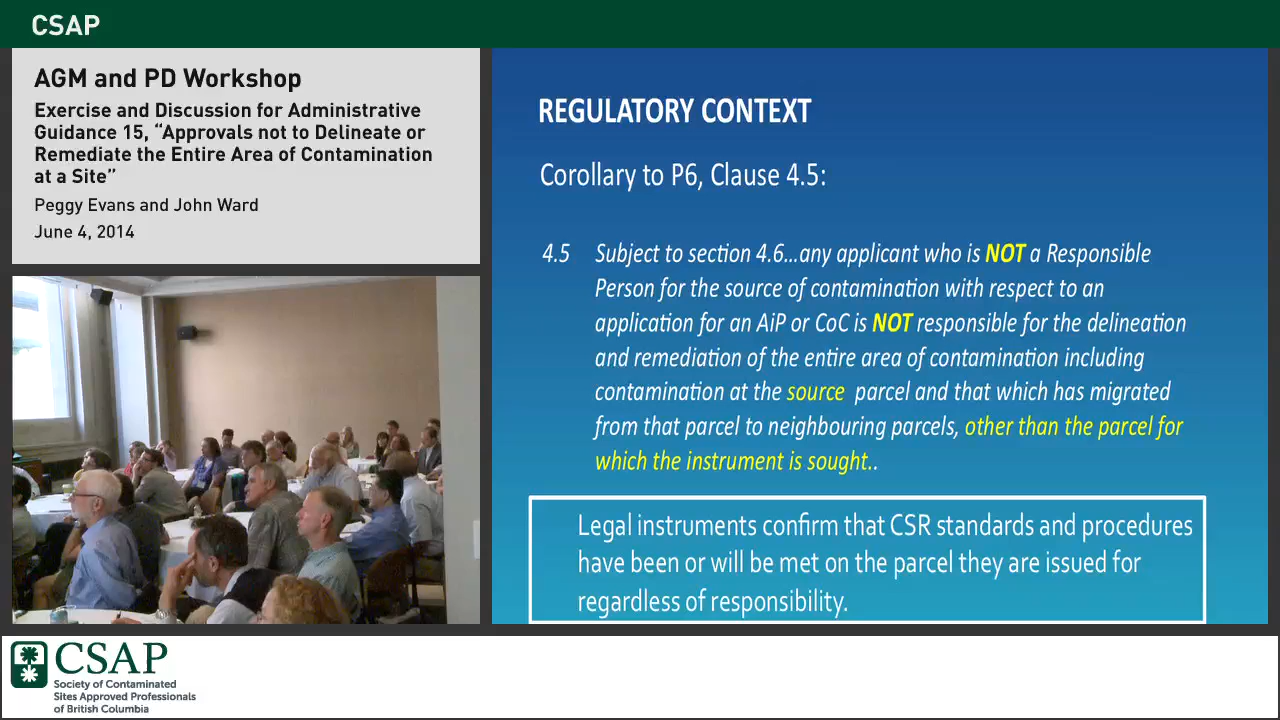 CSAP
AGM and PD Workshop
Exercise and Discussion for Administrative
Guidance 15, “Approvals not to Delineate or
Remediate the Entire Area of Contamination
at a Site”
Peggy Evans and John Ward
June 4, 2014
REGULATORY CONTEXT
Corollary to P6, Clause 4.5:
4.5 Subject to section 4.6...any applicant who is NOT a Responsible
Person for the source of contamination with respect to an
application for an AiP or CoC is NOT responsible for the delineation
and remediation of the entire area of contamination including
contamination at the source parcel and that which has migrated
from that parcel to neighbouring parcels, other than the parcel for
which the instrument is sought..
Legal instruments confirm that CSR standards and procedures
have been or will be met on the parcel they are issued for
regardless of responsibility.
CSAP
Society of Contaminated
Sites Approved Professionals
of British Columbia